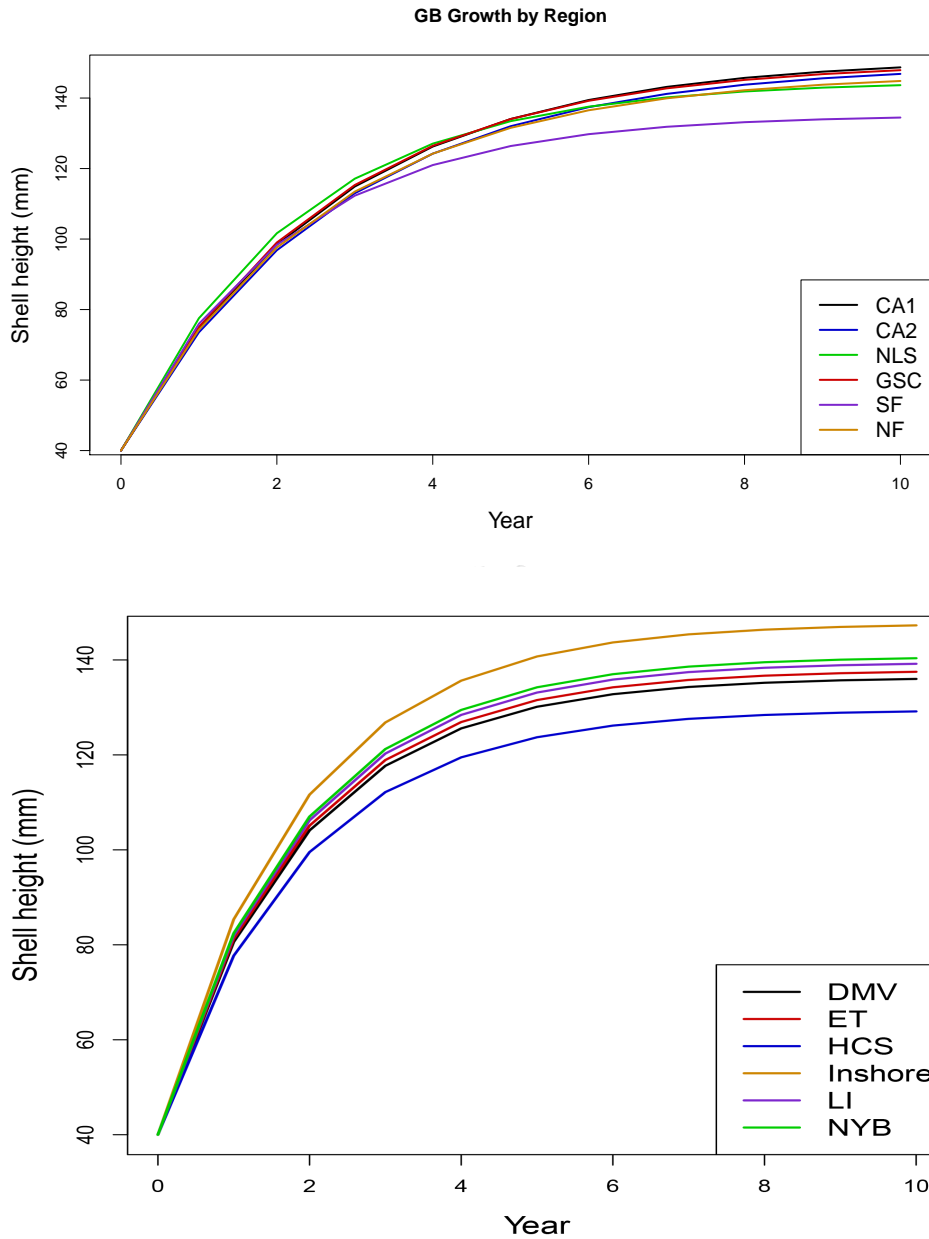 GB Growth by Region
Shell height (mm)
140
120
100
80
60
40
CA1
CA2
NLS
GSC
SF
NF
0 2 4 6 8 10
Year
Shell height (mm)
140
120
100
80
60
40
DMV
ET
HCS
Inshore
LI
NYB
0 2 4 6 8 10
Year